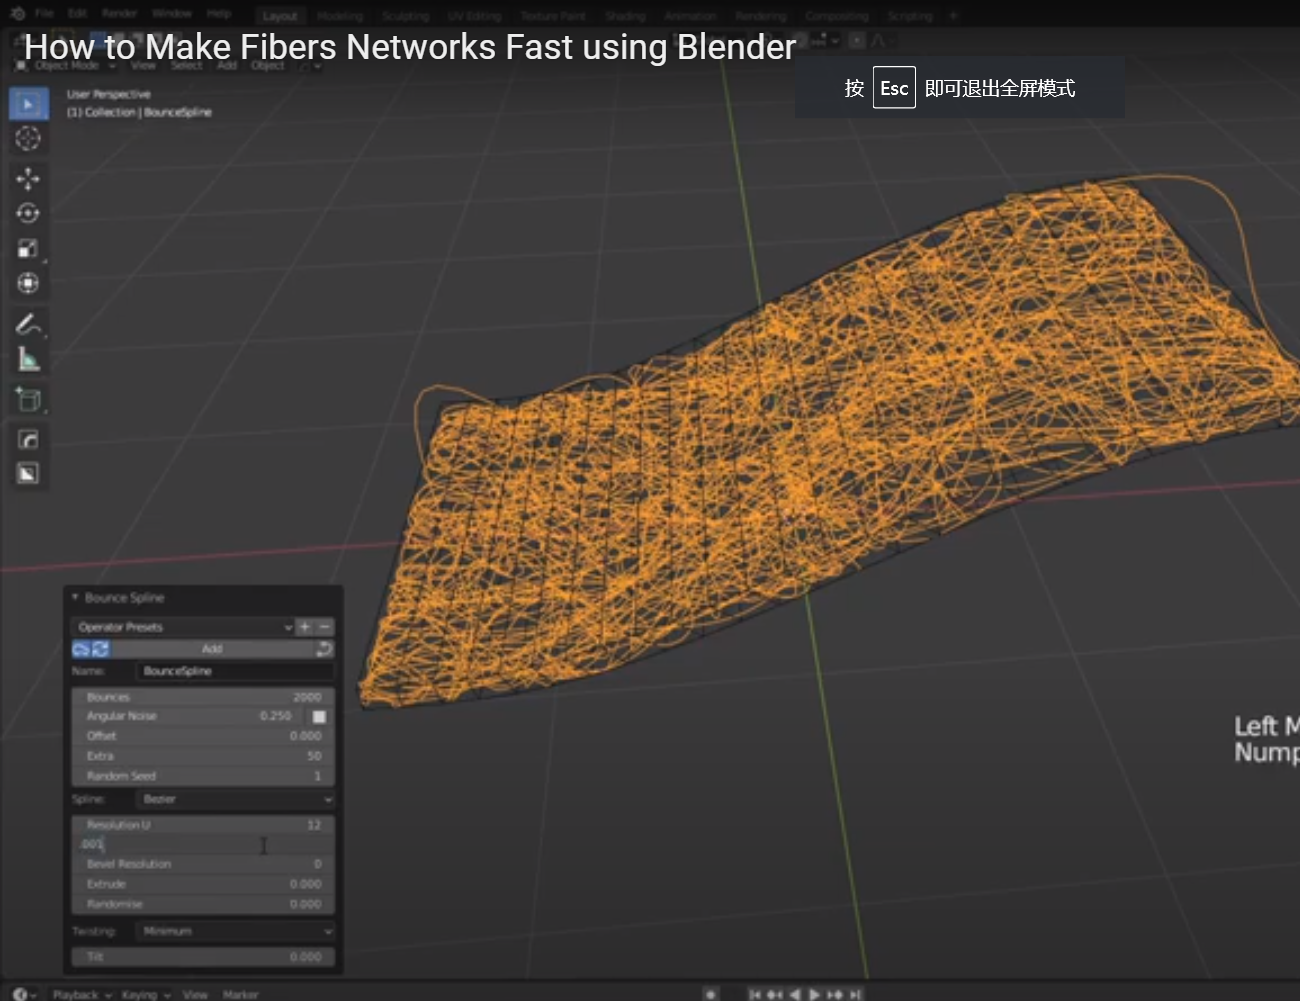 File Edit Render Window Help Layout Modeling Sculpting UV Editing Texture Paint Shading Animation Rendering Compositing Scripting +
How to Make Fibers Networks Fast using Blender
Object Mode View Select Add Object
按 Esc 即可退出全屏模式
User Perspective
(1) Collection | BounceSpline
Bounce Spline
Operator Presets
Add
Name: BounceSpline
Bounces 2000
Angular Noise 0.250
Offset 0.000
Extra 50
Random Seed 1
Spline: Bezier
Resolution U 12
.001
Bevel Resolution 0
Extrude 0.000
Randomise 0.000
Twisting: Minimum
Tilt 0.000
Left M
Nump
Playback Keying View Marker